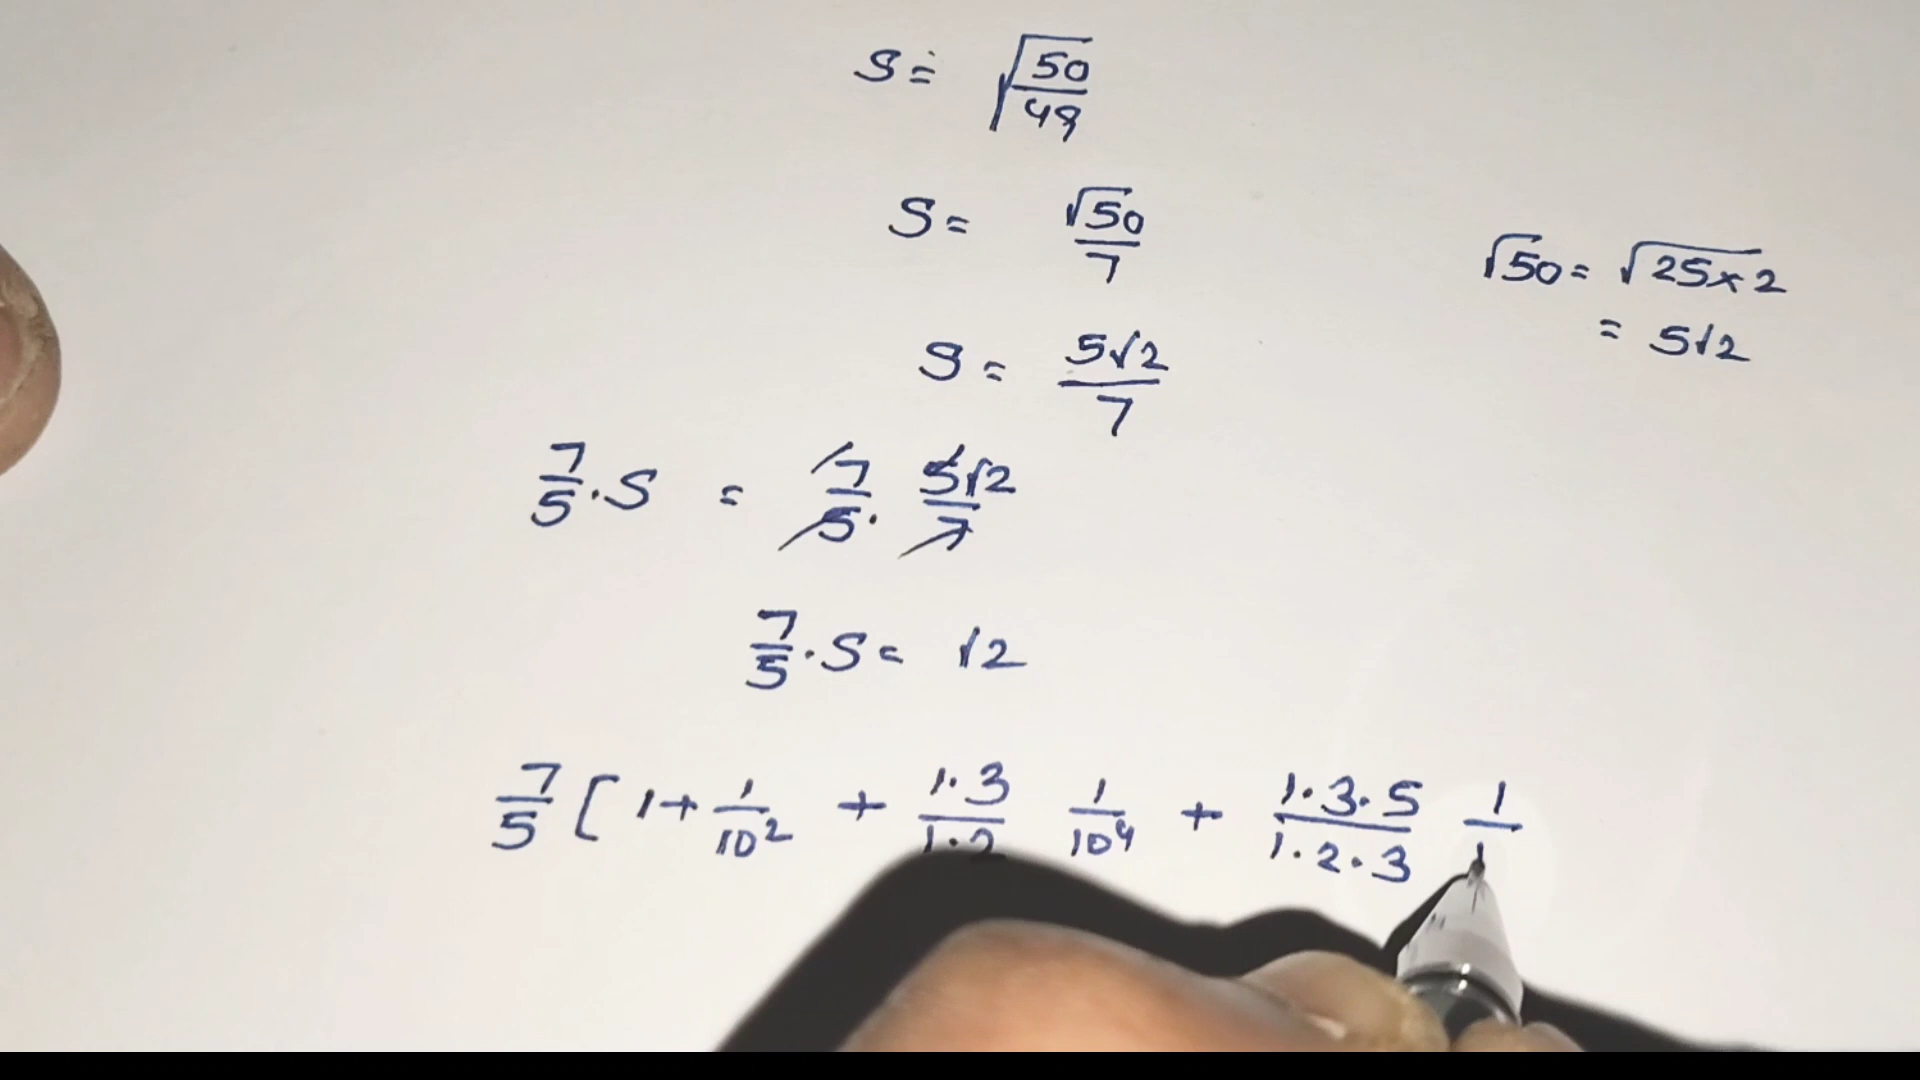 S = √(50/49)
S = √50/7
√50 = √25×2
= 5√2
S = 5√2/7
7/5 . S = 7/5 . 5√2/7
7/5 . S = √2
7/5 [ 1 + 1/10² + 1·3/1·2 1/10⁴ + 1·3·5/1·2·3 1/1